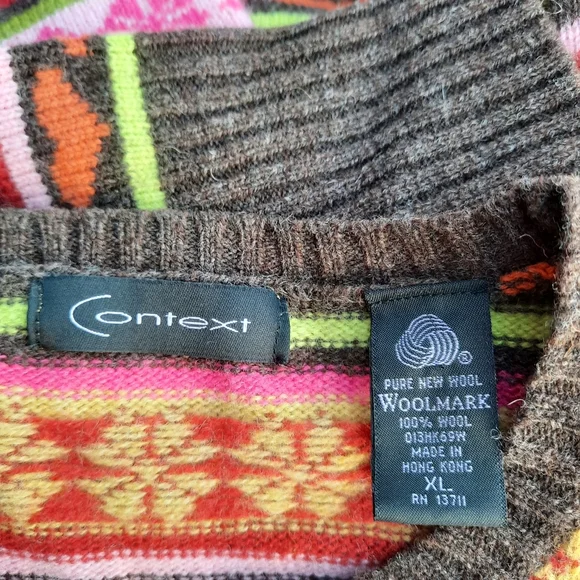 Context
®
PURE NEW WOOL
WOOLMARK
100% WOOL
013HK69W
MADE IN
HONG KONG
XL
RN 13711